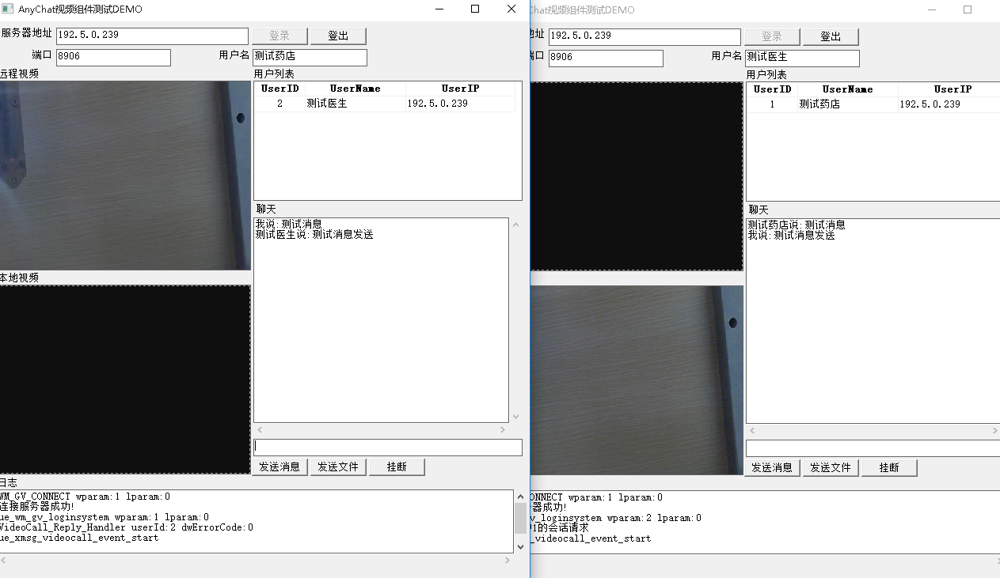 AnyChat视频组件测试DEMO
服务器地址 192.5.0.239 登录 登出
端口 8906 用户名 测试药店
远程视频 用户列表
UserID UserName UserIP
2 测试医生 192.5.0.239
聊天
我说:测试消息
测试医生说:测试消息发送
本地视频
发送消息 发送文件 挂断
日志
WM_GV_CONNECT wparam:1 lparam:0
连接服务器成功!
ue_wm_gv_loginsystem wparam:1 lparam:0
VideoCall_Reply_Handler userId:2 dwErrorCode:0
ue_xmsg_videocall_event_start
Chat视频组件测试DEMO
地址 192.5.0.239 登录 登出
端口 8906 用户名 测试医生
用户列表
UserID UserName UserIP
1 测试药店 192.5.0.239
聊天
测试药店说:测试消息
我说:测试消息发送
发送消息 发送文件 挂断
ONNECT wparam:1 lparam:0
器成功!
v_loginsystem wparam:2 lparam:0
1的会话请求
_videocall_event_start